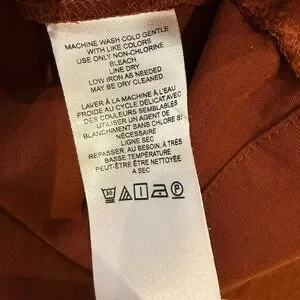 MACHINE WASH COLD GENTLE
WITH LIKE COLORS
USE ONLY NON-CHLORINE
BLEACH
LINE DRY
LOW IRON AS NEEDED
MAY BE DRY CLEANED
LAVER À LA MACHINE À L'EAU
FROIDE AU CYCLE DÉLICAT AVEC
DES COULEURS SEMBLABLES
UTILISER UN AGENT DE
BLANCHIMENT SANS CHLORE SI
NÉCESSAIRE
LIGNE SEC
REPASSER, AU BESOIN, À TRÈS
BASSE TEMPÉRATURE
PEUT-ÊTRE ÊTRE NETTOYÉE
A SEC
30 P